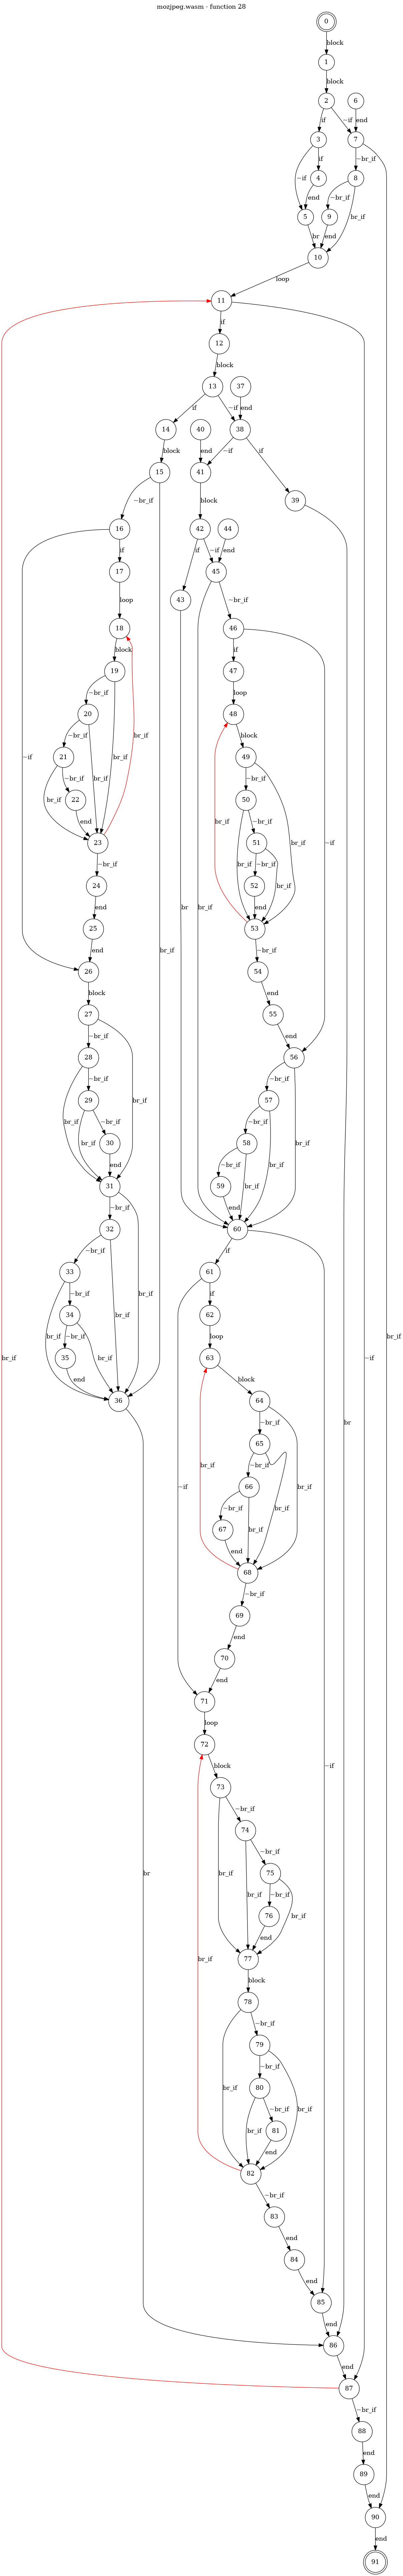 mozjpeg.wasm - function 28
0
block
1
block
2
6
if
~if
end
3
7
~if
if
~br_if
4
8
end
~br_if
br_if
5
9
br
end
10
loop
11
if
12
block
13
37
if
~if
end
14
40
38
block
end
~if
if
15
41
39
~br_if
block
16
42
44
if
if
~if
end
17
43
45
loop
~br_if
18
46
block
if
19
47
~br_if
loop
20
48
~br_if
br_if
br_if
block
21
49
~if
br_if
~br_if
~br_if
22
50
end
br_if
~br_if
br_if
~if
23
51
~br_if
br_if
~br_if
br_if
24
52
end
end
25
53
end
br_if
br
br_if
~br_if
26
54
block
end
27
55
~br_if
end
28
56
~br_if
br_if
~br_if
29
57
br_if
br_if
~br_if
~br_if
br_if
30
58
end
~br_if
br_if
br_if
31
59
~br_if
end
32
60
~br_if
br_if
if
33
61
br_if
~br_if
br_if
if
34
62
~br_if
br_if
loop
35
63
end
block
br_if
~if
br_if
36
64
~br_if
65
br_if
~br_if
br_if
66
~br_if
br_if
br_if
67
end
68
~br_if
69
end
70
end
71
loop
72
block
73
~br_if
~if
74
~br_if
br
br_if
br_if
75
~br_if
br_if
76
end
77
block
78
~br_if
br_if
79
~br_if
br_if
br_if
80
~br_if
br_if
81
end
82
~br_if
83
end
84
end
85
end
86
end
87
~br_if
88
end
89
end
90
end
91